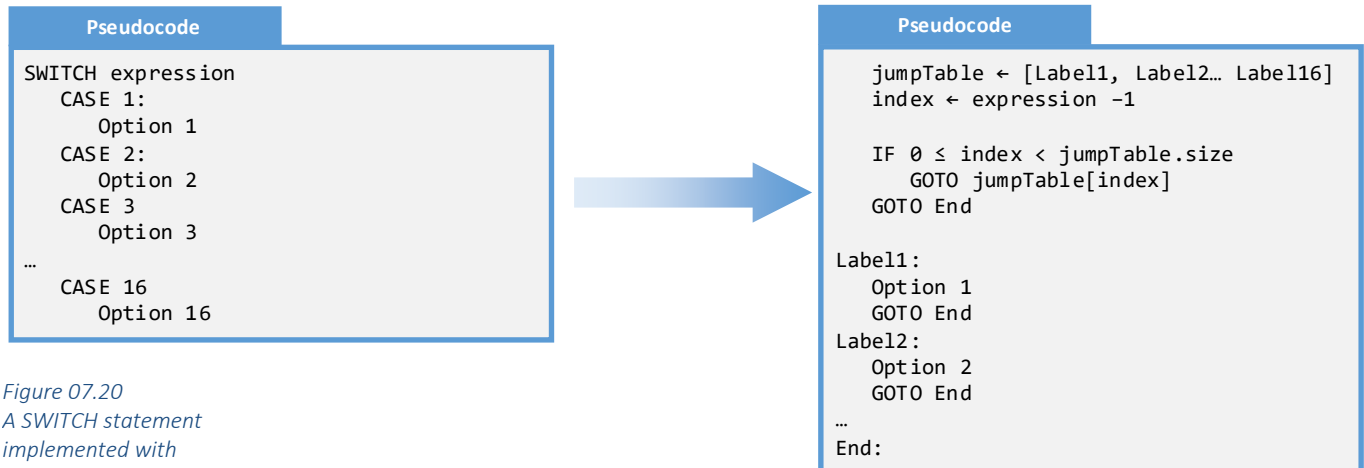 Pseudocode
SWITCH expression
CASE 1:
Option 1
CASE 2:
Option 2
CASE 3
Option 3
…
CASE 16
Option 16
Figure 07.20
A SWITCH statement
implemented with
Pseudocode
jumpTable ← [Label1, Label2… Label16]
index ← expression –1
IF 0 ≤ index < jumpTable.size
GOTO jumpTable[index]
GOTO End
Label1:
Option 1
GOTO End
Label2:
Option 2
GOTO End
…
End: